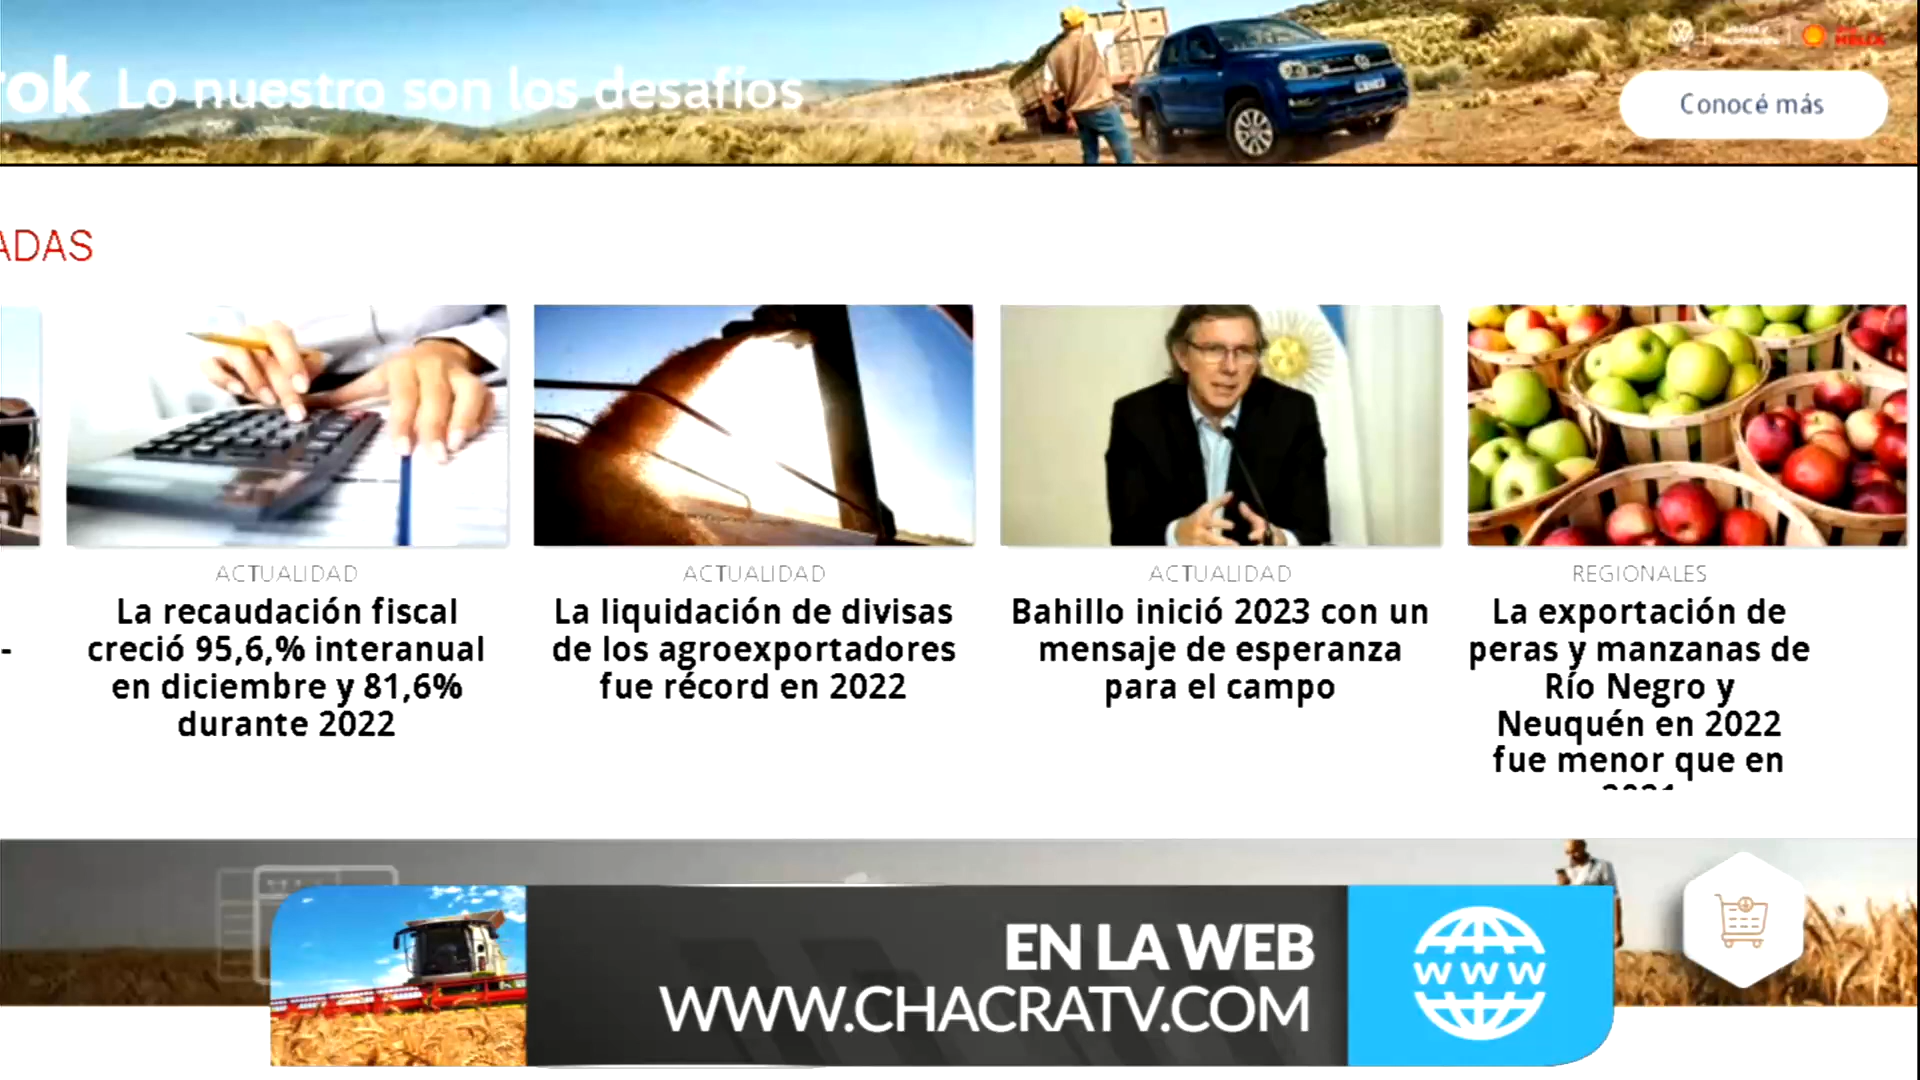 rok Lo nuestro son los desafíos
Conocé más
ADAS
ACTUALIDAD
La recaudación fiscal
creció 95,6,% interanual
en diciembre y 81,6%
durante 2022
ACTUALIDAD
La liquidación de divisas
de los agroexportadores
fue récord en 2022
ACTUALIDAD
Bahillo inició 2023 con un
mensaje de esperanza
para el campo
REGIONALES
La exportación de
peras y manzanas de
Río Negro y
Neuquén en 2022
fue menor que en
-
EN LA WEB
WWW.CHACRATV.COM
WWW